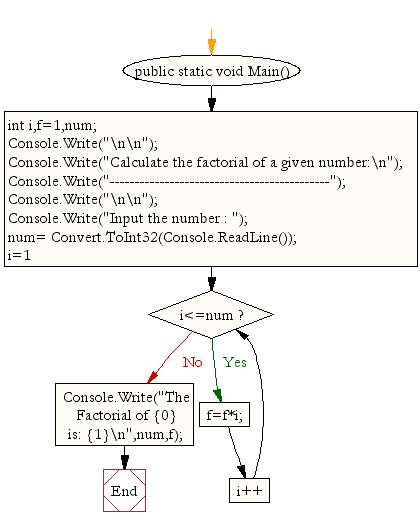 public static void Main()
int i,f=1,num;
Console.Write("\n\n");
Console.Write("Calculate the factorial of a given number:\n");
Console.Write("--------------------------------------------");
Console.Write("\n\n");
Console.Write("Input the number : ");
num= Convert.ToInt32(Console.ReadLine());
i=1
i<=num ?
No
Yes
Console.Write("The
Factorial of {0}
is: {1}\n",num,f);
f=f*i;
End
i++